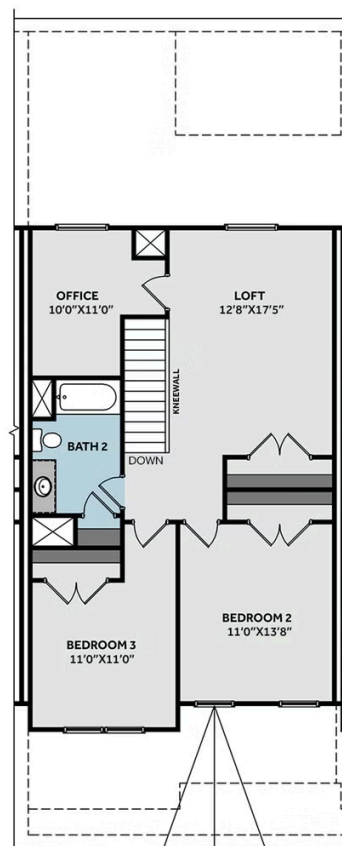 OFFICE
10'0"X11'0"
LOFT
12'8"X17'5"
KNEEWALL
BATH 2
DOWN
BEDROOM 2
11'0"X13'8"
BEDROOM 3
11'0"X11'0"